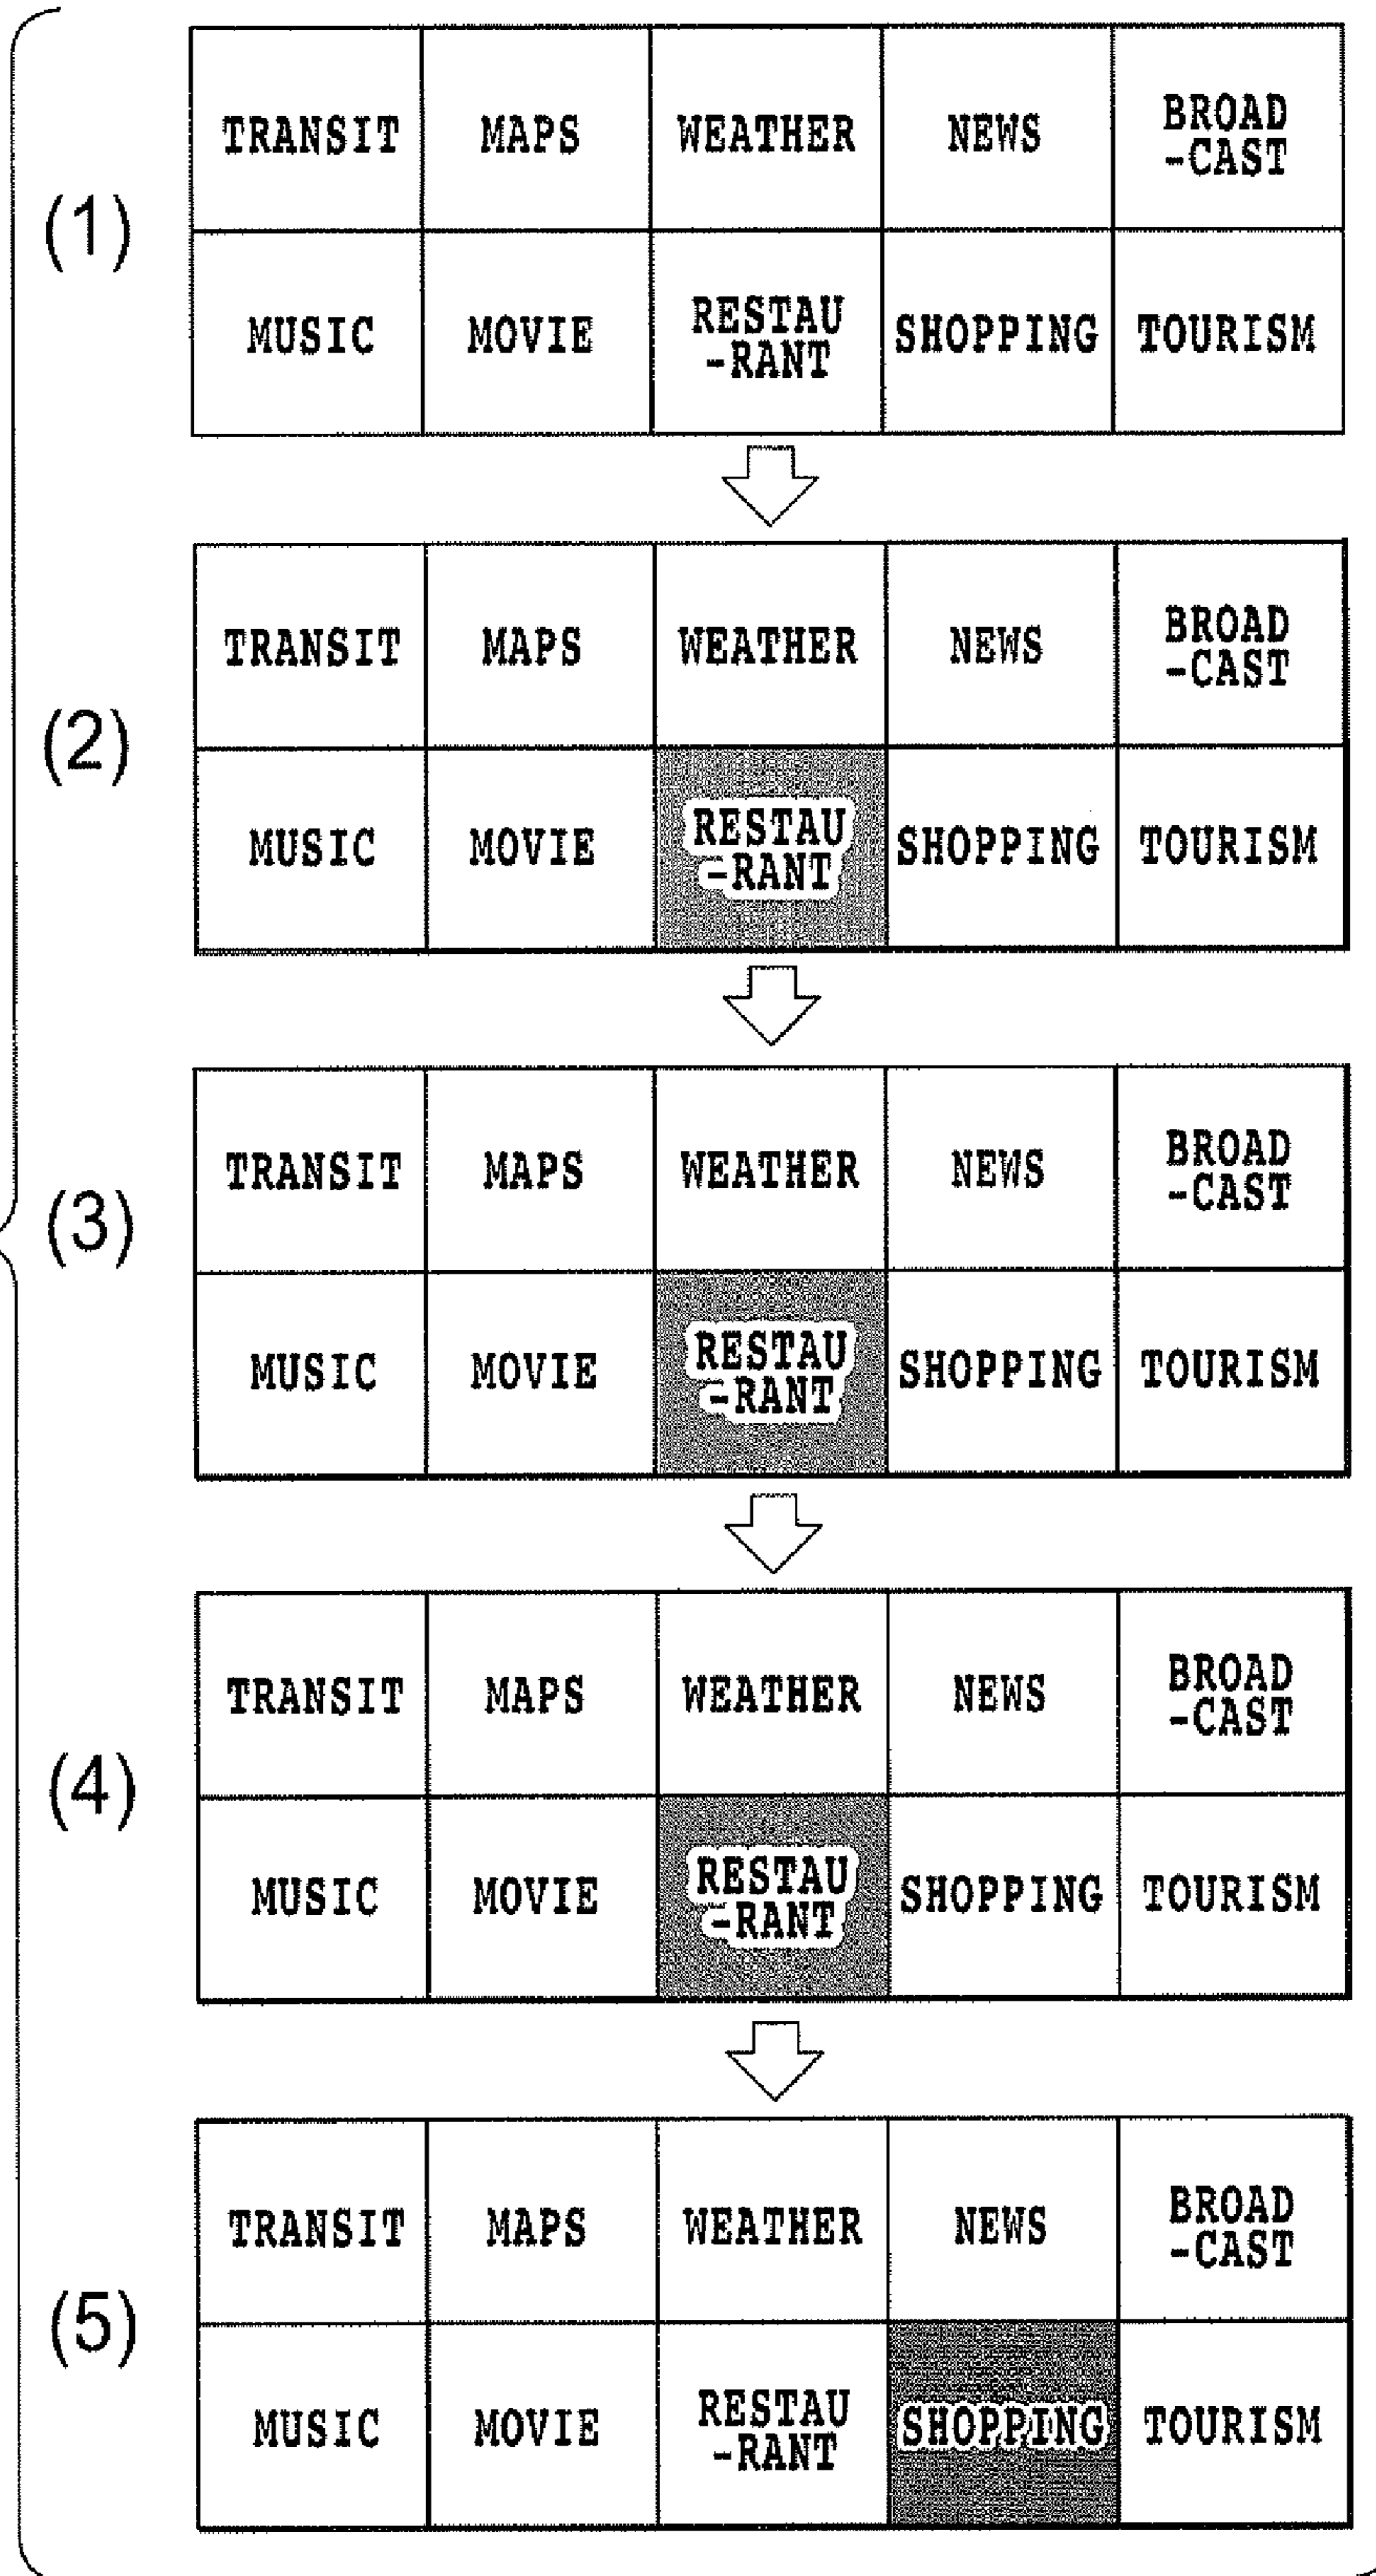 (1)
TRANSIT MAPS WEATHER NEWS BROAD
-CAST
MUSIC MOVIE RESTAU
-RANT SHOPPING TOURISM
(2)
TRANSIT MAPS WEATHER NEWS BROAD
-CAST
MUSIC MOVIE RESTAU
-RANT SHOPPING TOURISM
(3)
TRANSIT MAPS WEATHER NEWS BROAD
-CAST
MUSIC MOVIE RESTAU
-RANT SHOPPING TOURISM
(4)
TRANSIT MAPS WEATHER NEWS BROAD
-CAST
MUSIC MOVIE RESTAU
-RANT SHOPPING TOURISM
(5)
TRANSIT MAPS WEATHER NEWS BROAD
-CAST
MUSIC MOVIE RESTAU
-RANT SHOPPING TOURISM